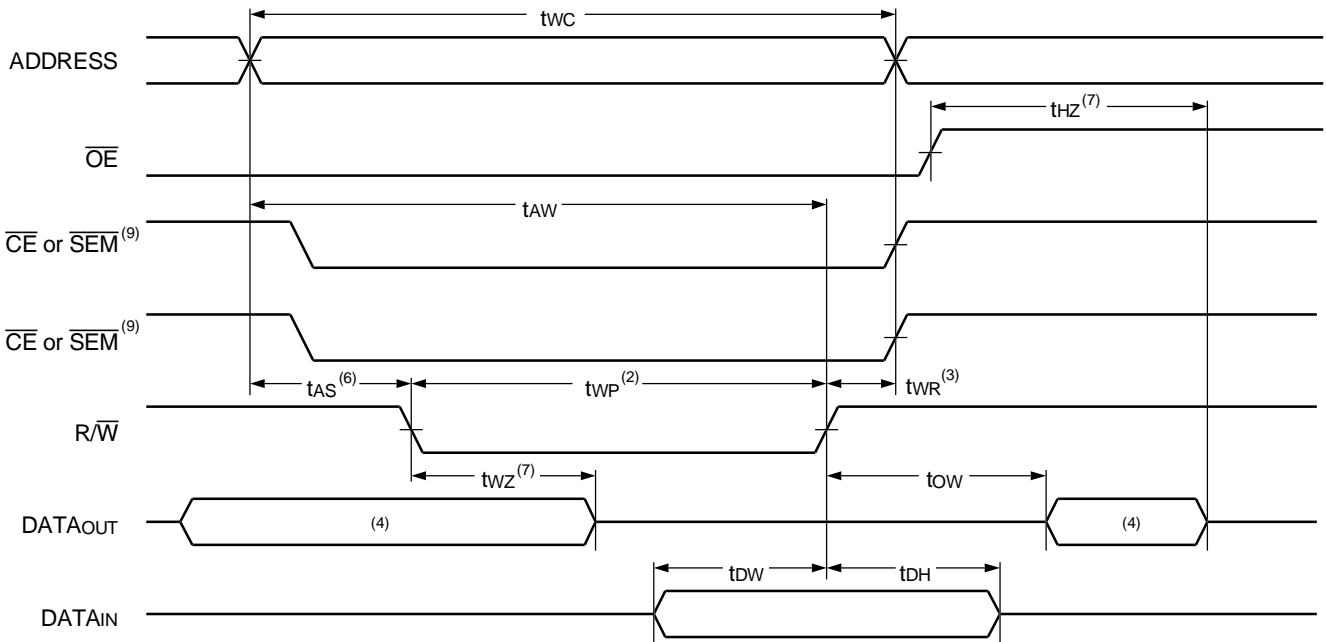 tWC
ADDRESS
tHZ(7)
OE
tAW
CE or SEM(9)
CE or SEM(9)
tAS(6)
tWP(2)
tWR(3)
R/W
tWZ(7)
tOW
DATAOUT
(4)
(4)
tDW
tDH
DATAIN